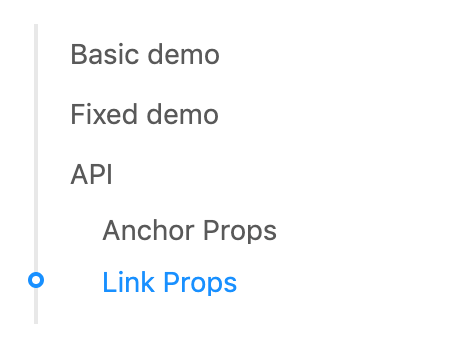 Basic demo
Fixed demo
API
Anchor Props
Link Props